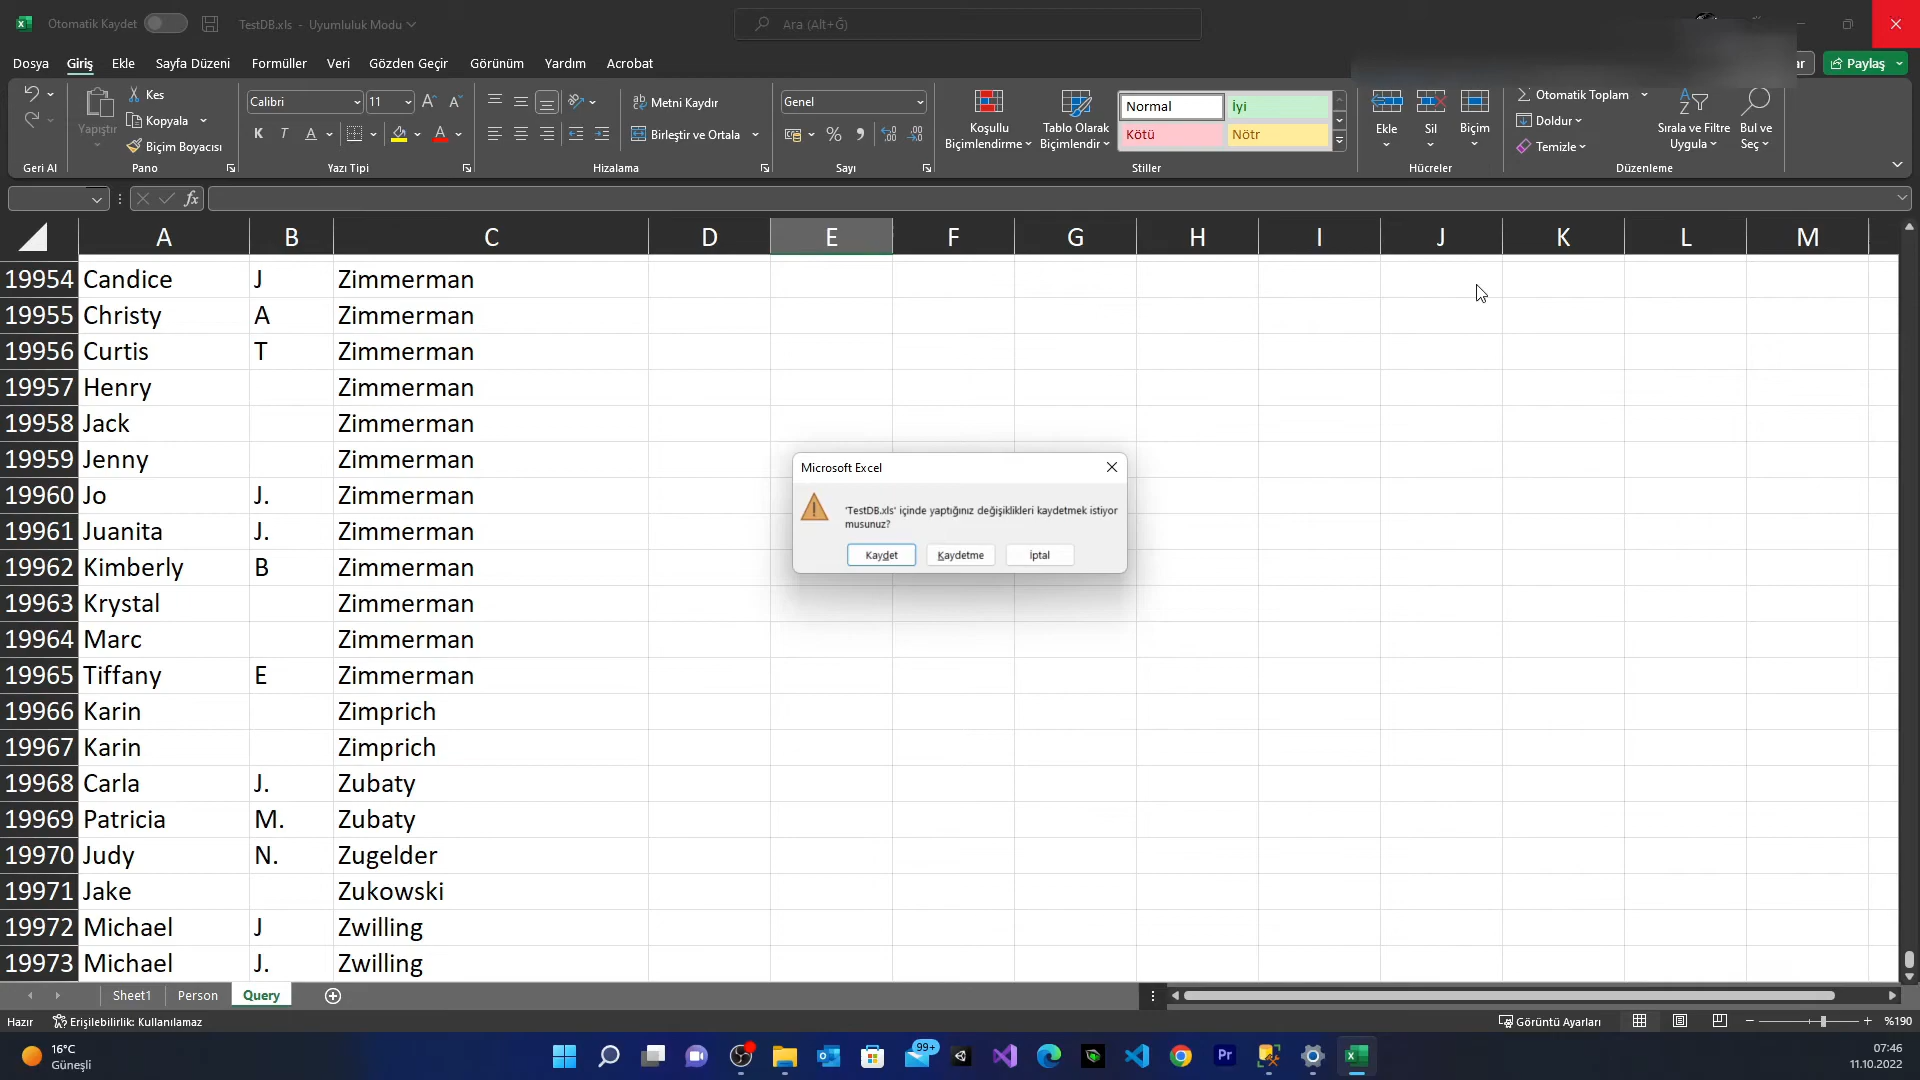 Otomatik Kaydet
TestDB.xls - Uyumluluk Modu
Ara (Alt+Ğ)
Dosya Giriş Ekle Sayfa Düzeni Formüller Veri Gözden Geçir Görünüm Yardım Acrobat
ar Paylaş
Geri Al
Yapıştır
Kes
Kopyala
Biçim Boyacısı
Pano
Calibri 11
K T A
Yazı Tipi
Metni Kaydır
Birleştir ve Ortala
Hizalama
Genel
Sayı
Koşullu Biçimlendirme
Tablo Olarak Biçimlendir
Normal İyi
Kötü Nötr
Stiller
Ekle Sil Biçim
Hücreler
Otomatik Toplam
Doldur
Temizle
Sırala ve Filtre Uygula
Bul ve Seç
Düzenleme
fx
A B C D E F G H I J K L M
19954 Candice J Zimmerman
19955 Christy A Zimmerman
19956 Curtis T Zimmerman
19957 Henry Zimmerman
19958 Jack Zimmerman
19959 Jenny Zimmerman
19960 Jo J. Zimmerman
19961 Juanita J. Zimmerman
19962 Kimberly B Zimmerman
19963 Krystal Zimmerman
19964 Marc Zimmerman
19965 Tiffany E Zimmerman
19966 Karin Zimprich
19967 Karin Zimprich
19968 Carla J. Zubaty
19969 Patricia M. Zubaty
19970 Judy N. Zugelder
19971 Jake Zukowski
19972 Michael J Zwilling
19973 Michael J. Zwilling
Microsoft Excel
'TestDB.xls' içinde yaptığınız değişiklikleri kaydetmek istiyor
musunuz?
Kaydet Kaydetme İptal
Sheet1 Person Query
Hazır Erişilebilirlik: Kullanılamaz Görüntü Ayarları %190
16°C
Güneşli
99+
Pr
07:46
11.10.2022